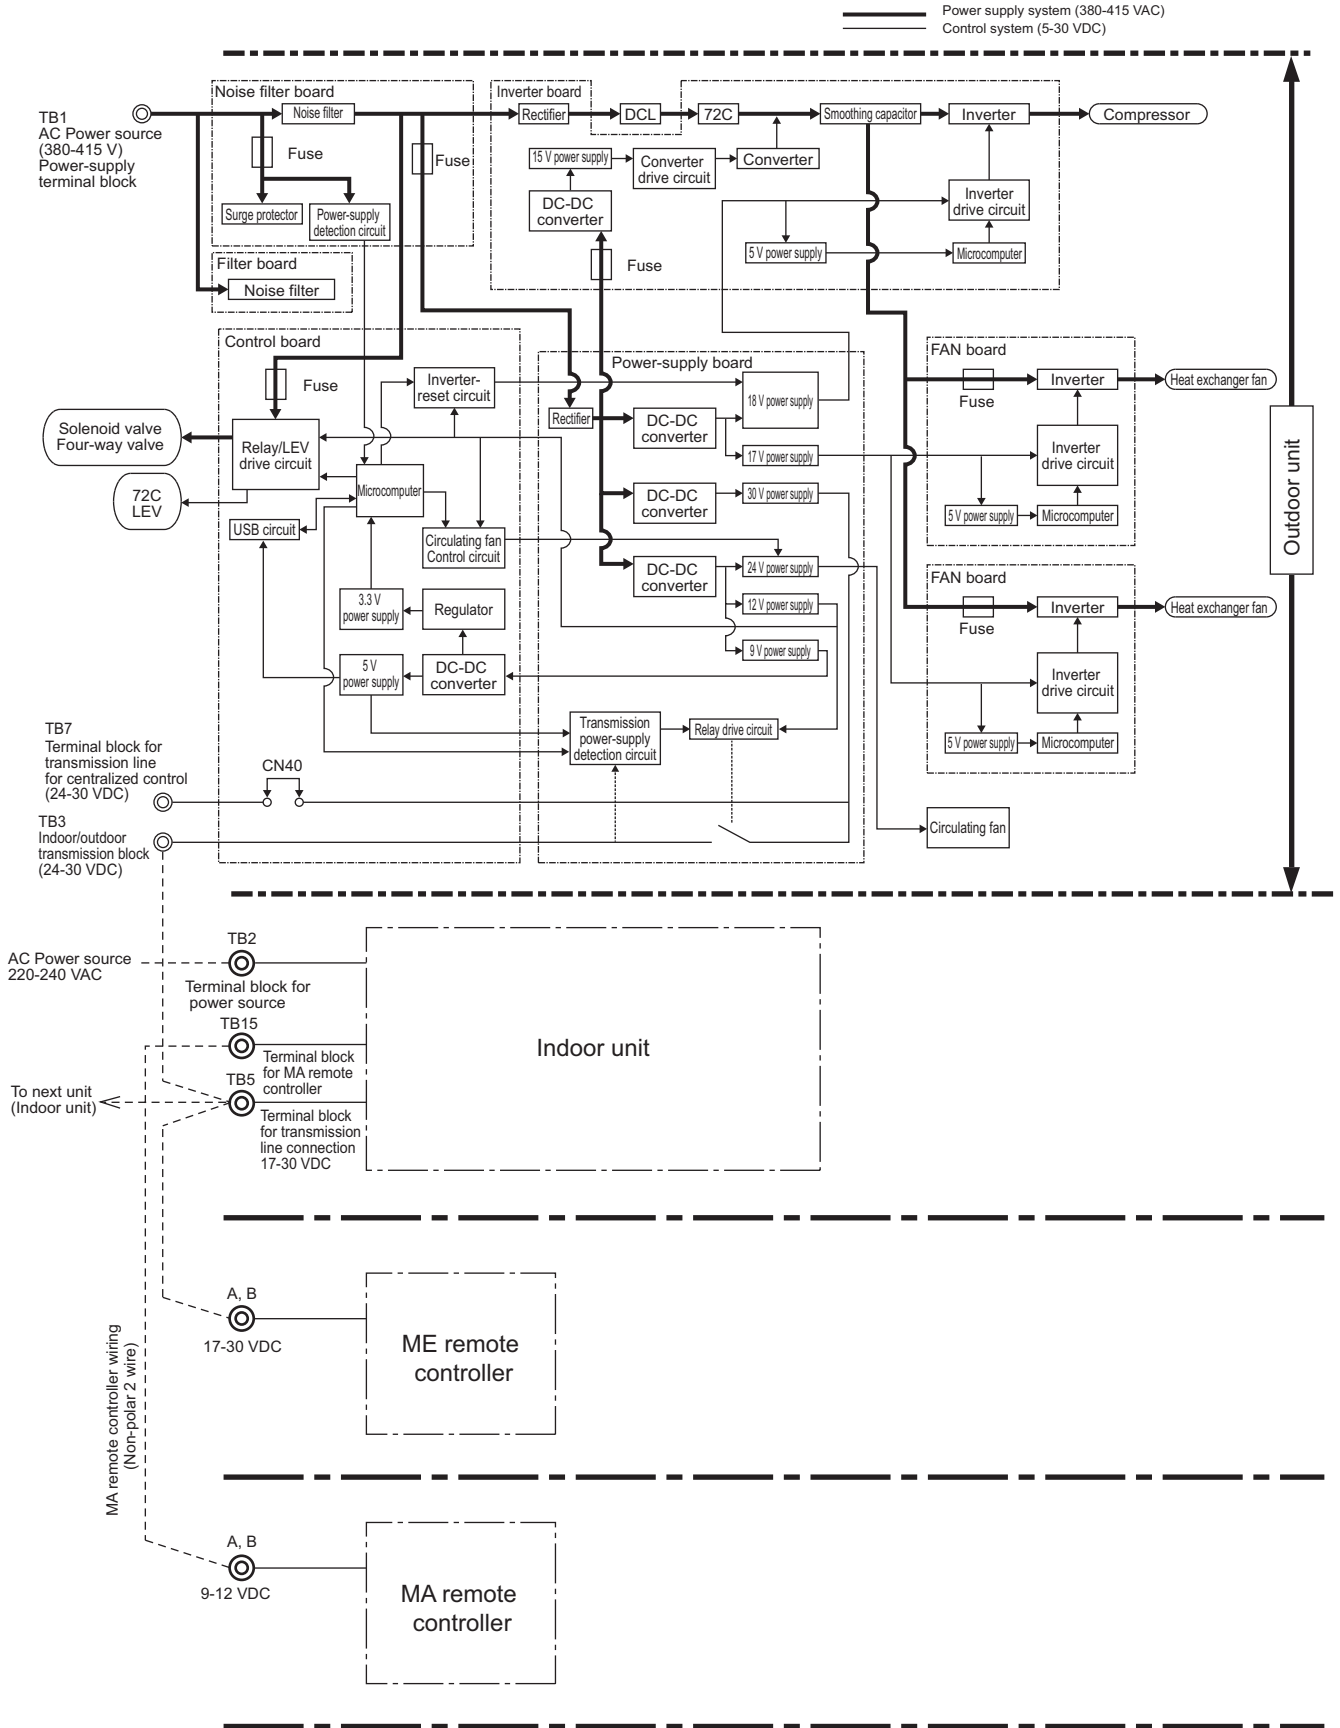 Power supply system (380-415 VAC)
Control system (5-30 VDC)
TB1
AC Power source
(380-415 V)
Power-supply
terminal block
Noise filter board
Noise filter
Fuse
Fuse
Surge protector
Power-supply
detection circuit
Filter board
Noise filter
Inverter board
Rectifier
DCL
72C
Smoothing capacitor
Inverter
Compressor
15 V power supply
Converter
drive circuit
Converter
DC-DC
converter
Inverter
drive circuit
5 V power supply
Microcomputer
Fuse
Control board
Fuse
Inverter-
reset circuit
Solenoid valve
Four-way valve
Relay/LEV
drive circuit
72C
LEV
Microcomputer
USB circuit
Circulating fan
Control circuit
3.3 V
power supply
Regulator
5 V
power supply
DC-DC
converter
Power-supply board
Rectifier
DC-DC
converter
18 V power supply
17 V power supply
DC-DC
converter
30 V power supply
DC-DC
converter
24 V power supply
12 V power supply
9 V power supply
Transmission
power-supply
detection circuit
Relay drive circuit
FAN board
Fuse
Inverter
Heat exchanger fan
Inverter
drive circuit
5 V power supply
Microcomputer
FAN board
Fuse
Inverter
Heat exchanger fan
Inverter
drive circuit
5 V power supply
Microcomputer
Circulating fan
Outdoor unit
TB7
Terminal block for
transmission line
for centralized control
(24-30 VDC)
CN40
TB3
Indoor/outdoor
transmission block
(24-30 VDC)
AC Power source
220-240 VAC
TB2
Terminal block for
power source
TB15
Terminal block
for MA remote
controller
To next unit
(Indoor unit)
TB5
Terminal block
for transmission
line connection
17-30 VDC
Indoor unit
A, B
17-30 VDC
ME remote
controller
MA remote controller wiring
(Non-polar 2 wire)
A, B
9-12 VDC
MA remote
controller